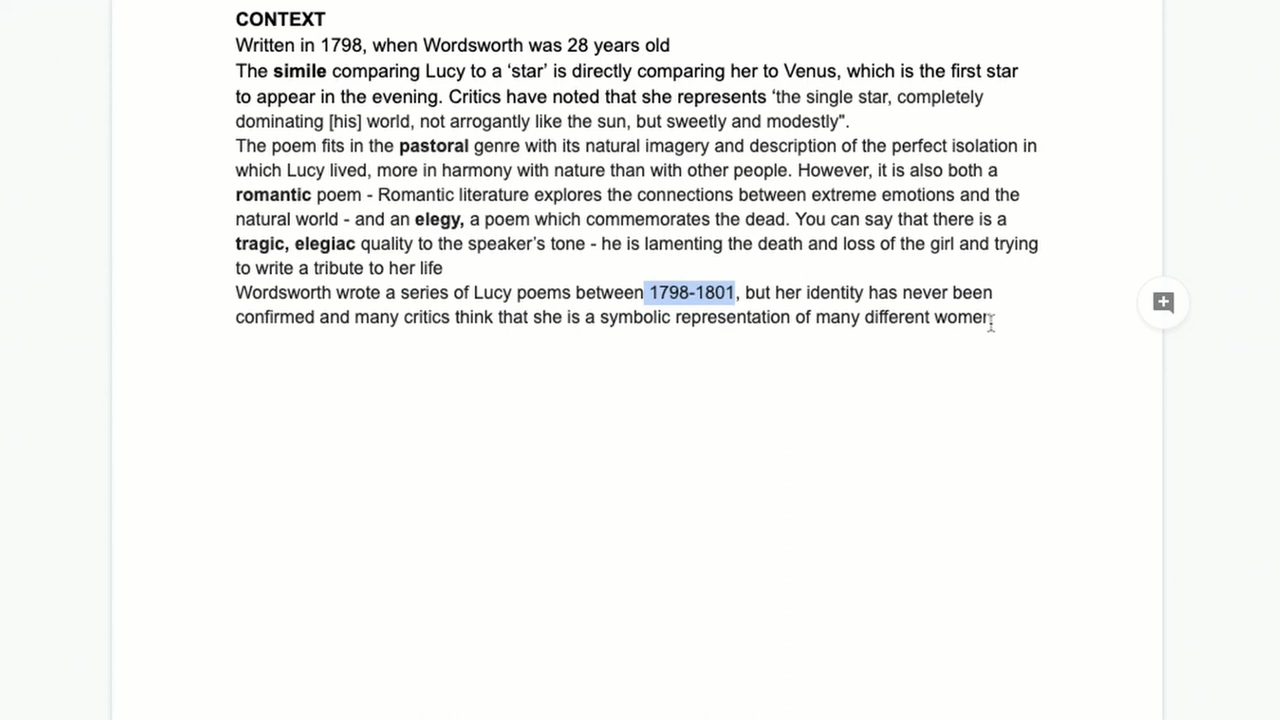 CONTEXT
Written in 1798, when Wordsworth was 28 years old
The simile comparing Lucy to a ‘star’ is directly comparing her to Venus, which is the first star
to appear in the evening. Critics have noted that she represents ‘the single star, completely
dominating [his] world, not arrogantly like the sun, but sweetly and modestly".
The poem fits in the pastoral genre with its natural imagery and description of the perfect isolation in
which Lucy lived, more in harmony with nature than with other people. However, it is also both a
romantic poem - Romantic literature explores the connections between extreme emotions and the
natural world - and an elegy, a poem which commemorates the dead. You can say that there is a
tragic, elegiac quality to the speaker’s tone - he is lamenting the death and loss of the girl and trying
to write a tribute to her life
Wordsworth wrote a series of Lucy poems between 1798-1801, but her identity has never been
confirmed and many critics think that she is a symbolic representation of many different women